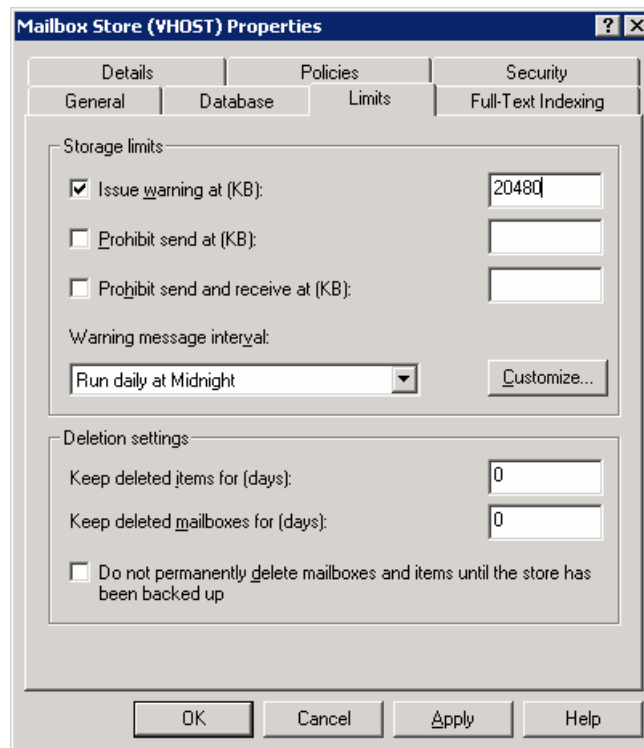 Mailbox Store (VHOST) Properties
Details Policies Security
General Database Limits Full-Text Indexing
Storage limits
Issue warning at (KB): 20480
Prohibit send at (KB):
Prohibit send and receive at (KB):
Warning message interval:
Run daily at Midnight Customize...
Deletion settings
Keep deleted items for (days): 0
Keep deleted mailboxes for (days): 0
Do not permanently delete mailboxes and items until the store has
been backed up
OK Cancel Apply Help